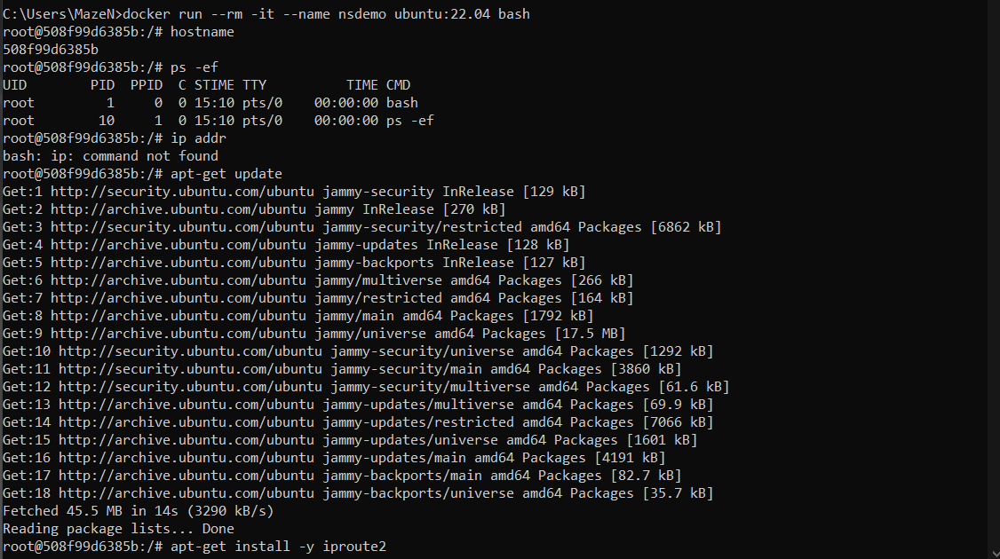 C:\Users\MazeN>docker run --rm -it --name nsdemo ubuntu:22.04 bash
root@508f99d6385b:/# hostname
508f99d6385b
root@508f99d6385b:/# ps -ef
UID          PID    PPID  C STIME TTY          TIME CMD
root           1       0  0 15:10 pts/0    00:00:00 bash
root          10       1  0 15:10 pts/0    00:00:00 ps -ef
root@508f99d6385b:/# ip addr
bash: ip: command not found
root@508f99d6385b:/# apt-get update
Get:1 http://security.ubuntu.com/ubuntu jammy-security InRelease [129 kB]
Get:2 http://archive.ubuntu.com/ubuntu jammy InRelease [270 kB]
Get:3 http://security.ubuntu.com/ubuntu jammy-security/restricted amd64 Packages [6862 kB]
Get:4 http://archive.ubuntu.com/ubuntu jammy-updates InRelease [128 kB]
Get:5 http://archive.ubuntu.com/ubuntu jammy-backports InRelease [127 kB]
Get:6 http://archive.ubuntu.com/ubuntu jammy/multiverse amd64 Packages [266 kB]
Get:7 http://archive.ubuntu.com/ubuntu jammy/restricted amd64 Packages [164 kB]
Get:8 http://archive.ubuntu.com/ubuntu jammy/main amd64 Packages [1792 kB]
Get:9 http://archive.ubuntu.com/ubuntu jammy/universe amd64 Packages [17.5 MB]
Get:10 http://security.ubuntu.com/ubuntu jammy-security/universe amd64 Packages [1292 kB]
Get:11 http://security.ubuntu.com/ubuntu jammy-security/main amd64 Packages [3860 kB]
Get:12 http://security.ubuntu.com/ubuntu jammy-security/multiverse amd64 Packages [61.6 kB]
Get:13 http://archive.ubuntu.com/ubuntu jammy-updates/multiverse amd64 Packages [69.9 kB]
Get:14 http://archive.ubuntu.com/ubuntu jammy-updates/restricted amd64 Packages [7066 kB]
Get:15 http://archive.ubuntu.com/ubuntu jammy-updates/universe amd64 Packages [1601 kB]
Get:16 http://archive.ubuntu.com/ubuntu jammy-updates/main amd64 Packages [4191 kB]
Get:17 http://archive.ubuntu.com/ubuntu jammy-backports/main amd64 Packages [82.7 kB]
Get:18 http://archive.ubuntu.com/ubuntu jammy-backports/universe amd64 Packages [35.7 kB]
Fetched 45.5 MB in 14s (3290 kB/s)
Reading package lists... Done
root@508f99d6385b:/# apt-get install -y iproute2